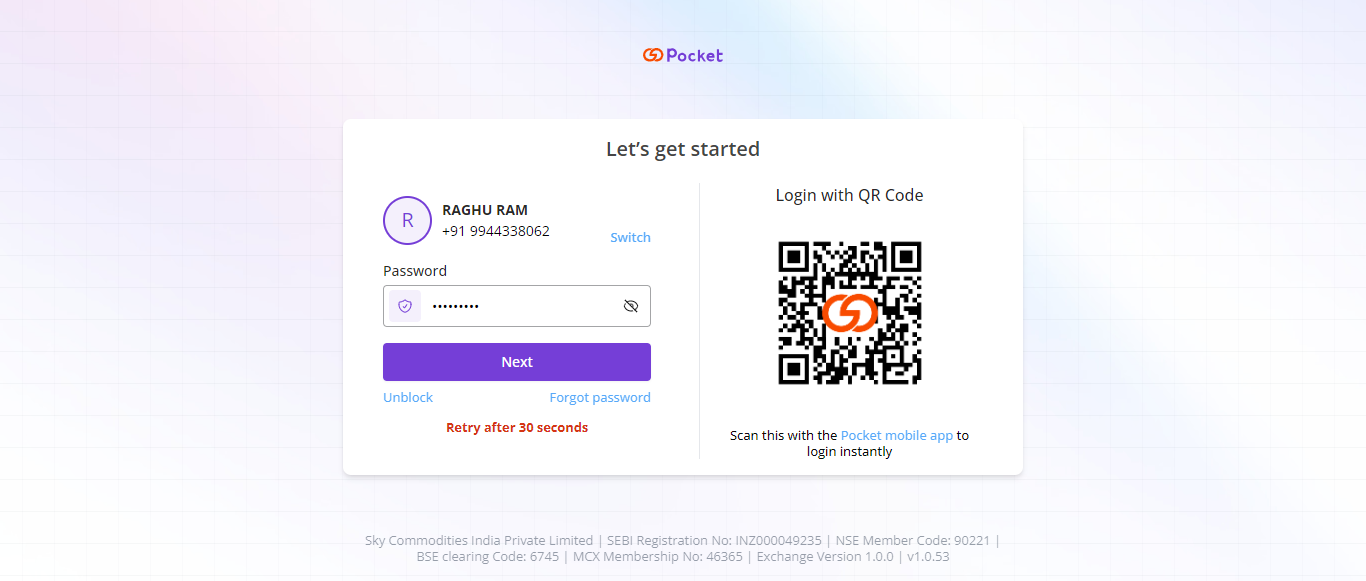 Pocket
Let’s get started
R
RAGHU RAM
+91 9944338062
Switch
Password
•••••••••
Next
Unblock
Forgot password
Retry after 30 seconds
Login with QR Code
Scan this with the Pocket mobile app to
login instantly
Sky Commodities India Private Limited | SEBI Registration No: INZ000049235 | NSE Member Code: 90221 |
BSE clearing Code: 6745 | MCX Membership No: 46365 | Exchange Version 1.0.0 | v1.0.53